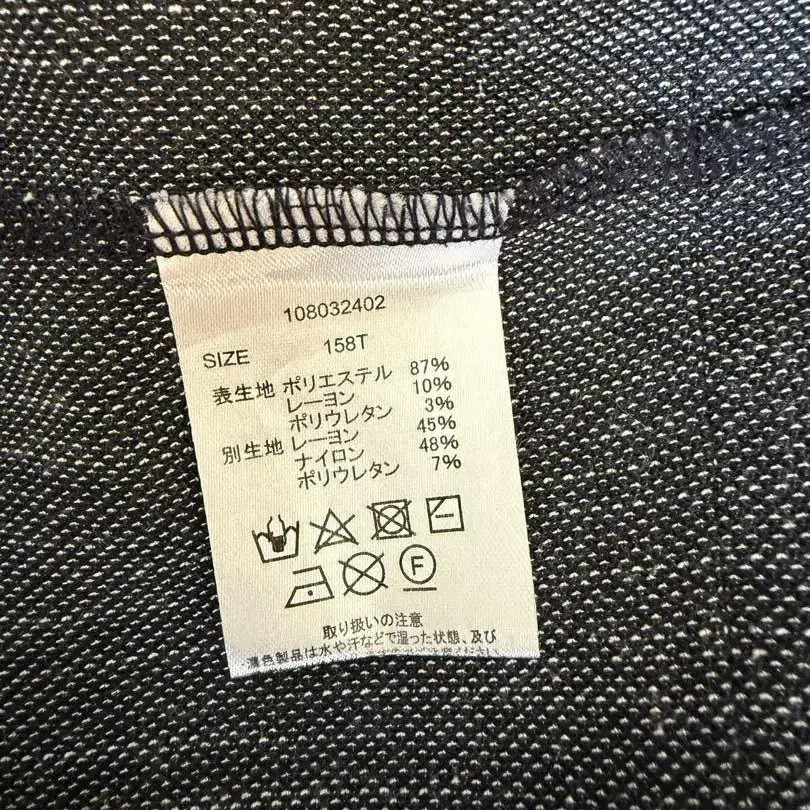 108032402
SIZE 158T
表生地 ポリエステル 87%
レーヨン 10%
ポリウレタン 3%
別生地 レーヨン 45%
ナイロン 48%
ポリウレタン 7%
F
取り扱いの注意
濃色製品は水や汗などで湿った状態、及び